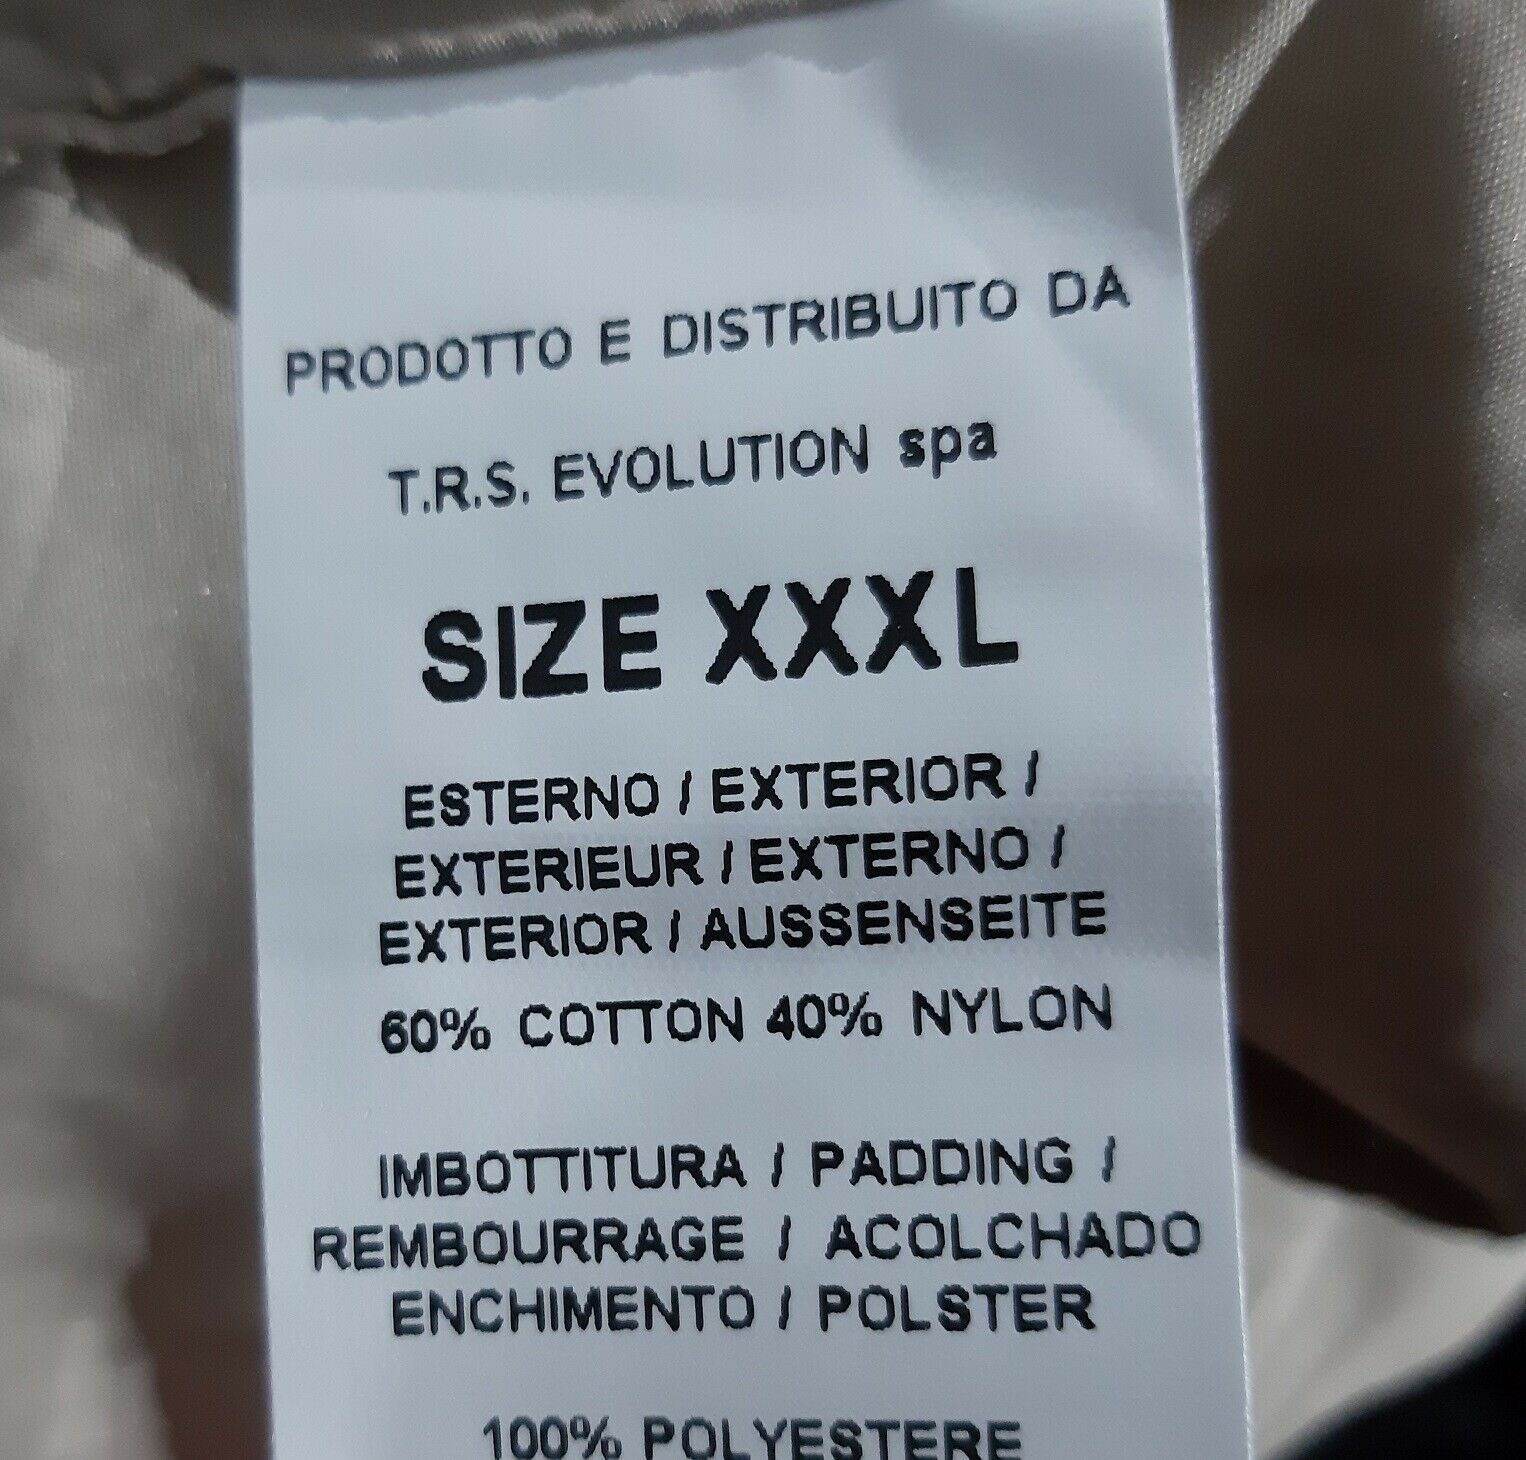 PRODOTTO E DISTRIBUITO DA
T.R.S. EVOLUTION spa
SIZE XXXL
ESTERNO / EXTERIOR /
EXTERIEUR / EXTERNO /
EXTERIOR / AUSSENSEITE
60% COTTON 40% NYLON
IMBOTTITURA / PADDING /
REMBOURRAGE / ACOLCHADO
ENCHIMENTO / POLSTER
100% POLYESTERE